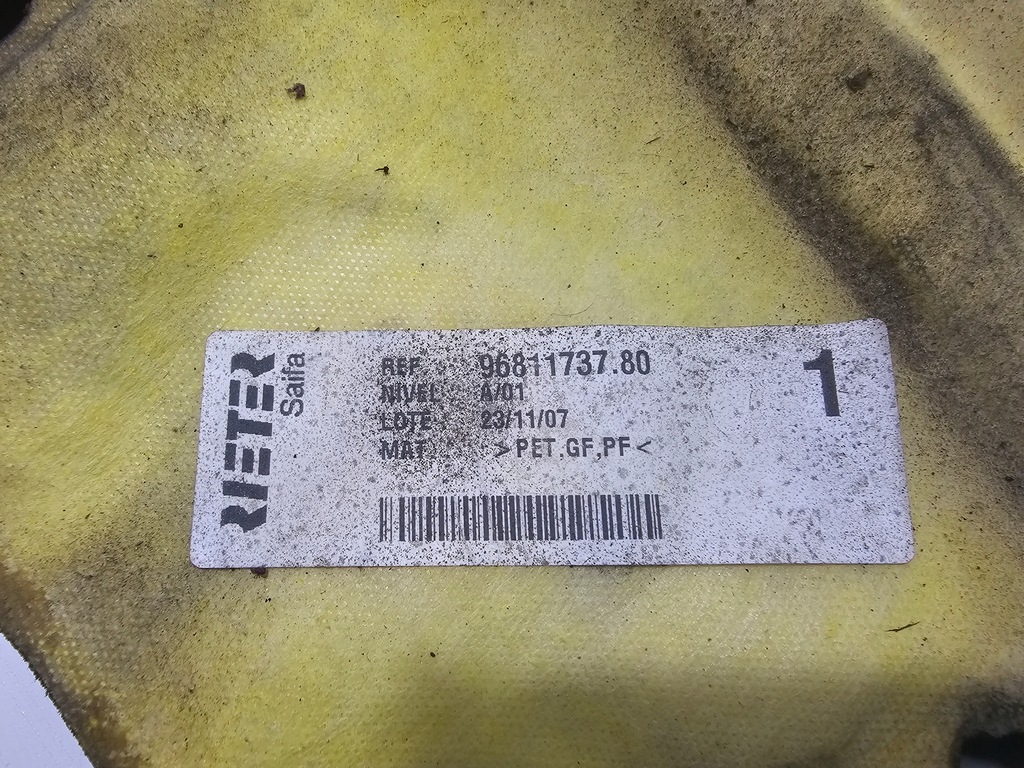 RIETER
Saifa
REF : 96811737.80
NIVEL : A/01
LOTE : 23/11/07
MAT : >PET.GF,PF<
1